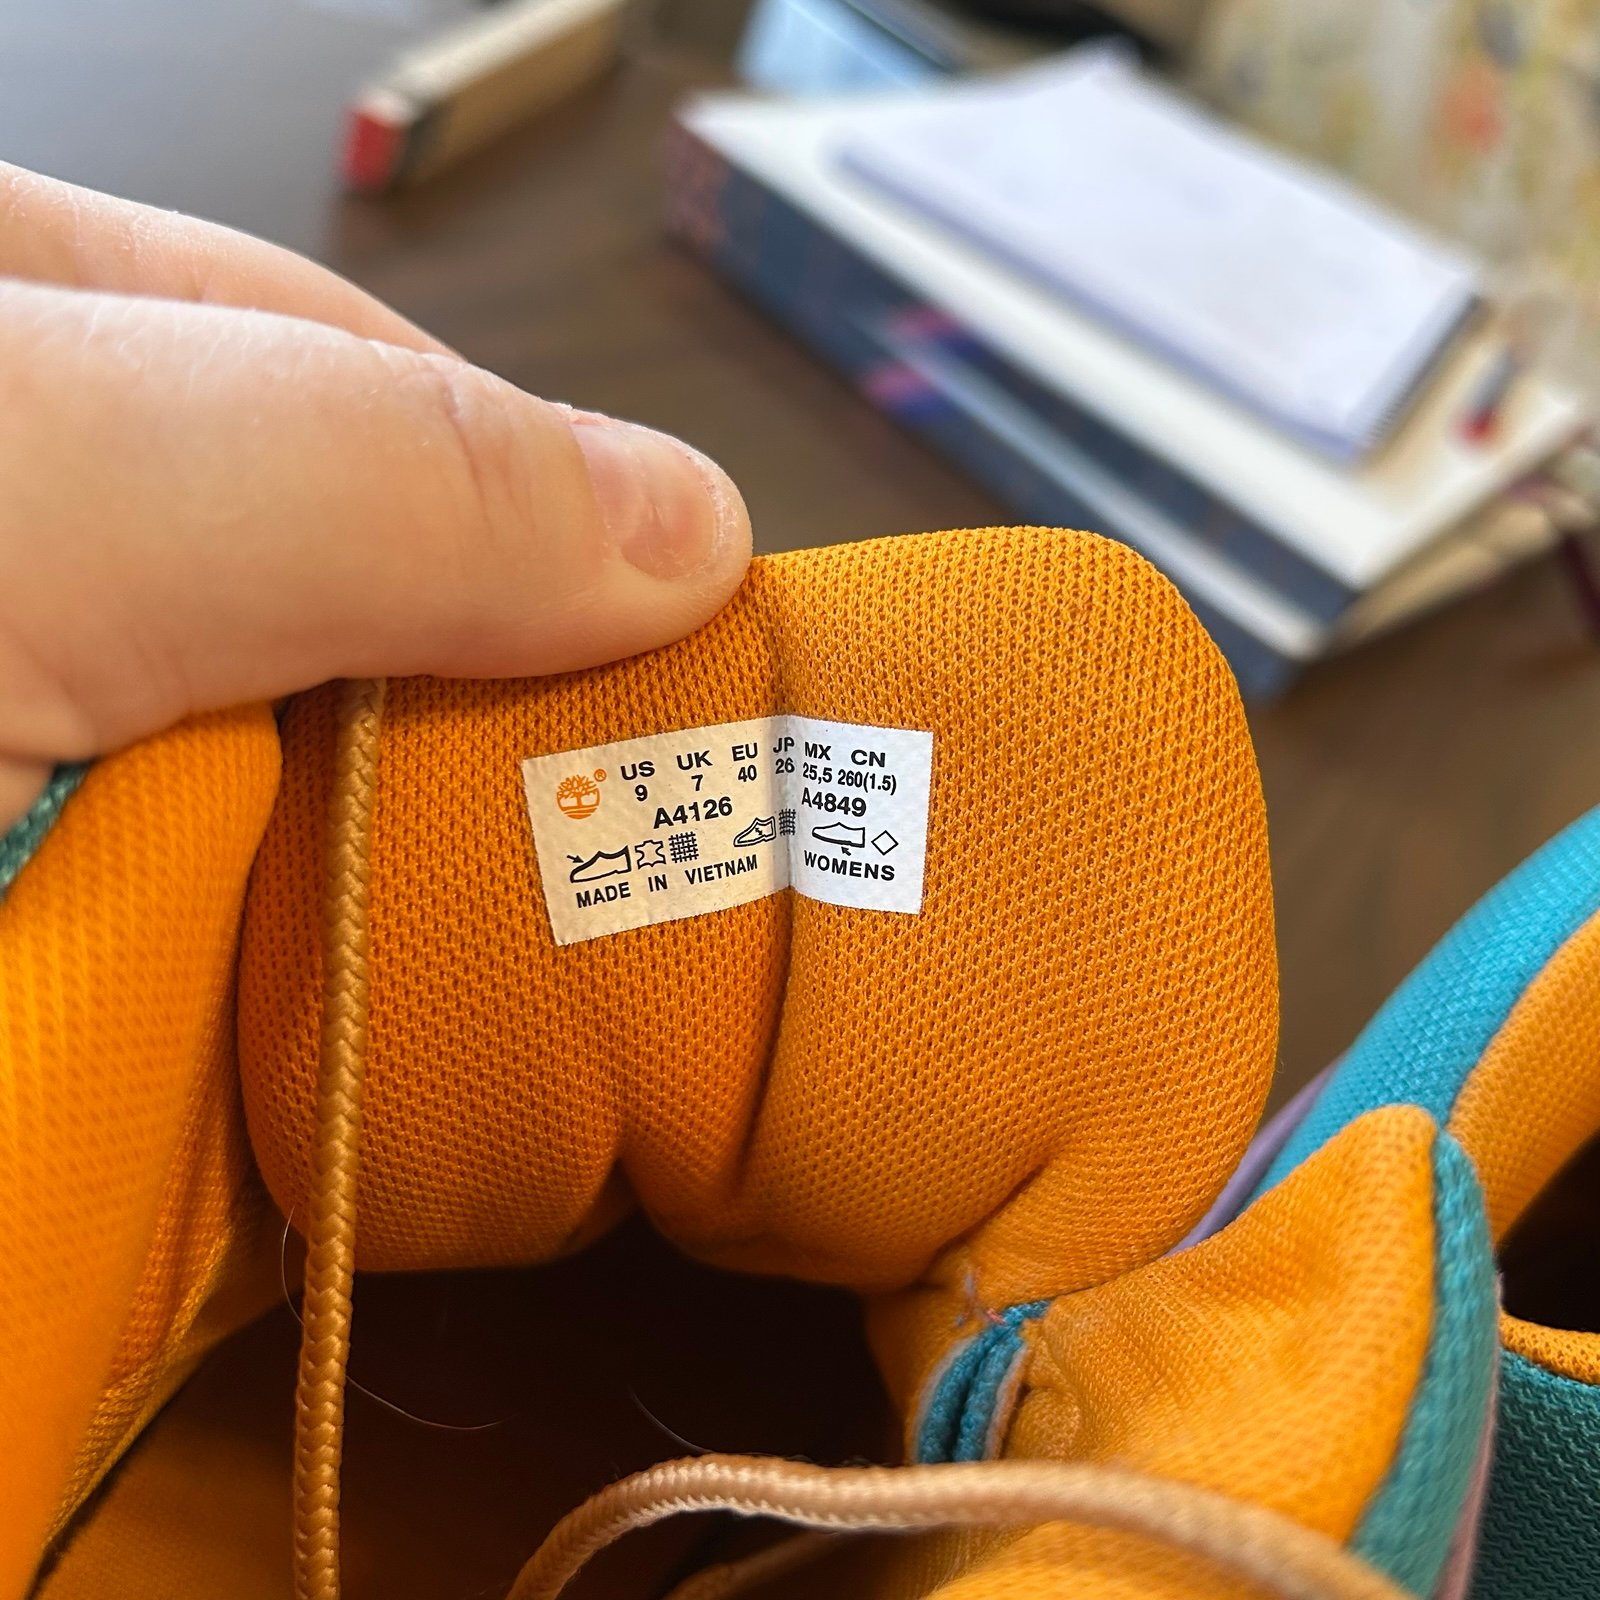 ® US UK EU JP MX CN
9 7 40 26 25,5 260(1.5)
A4126 A4849
MADE IN VIETNAM WOMENS